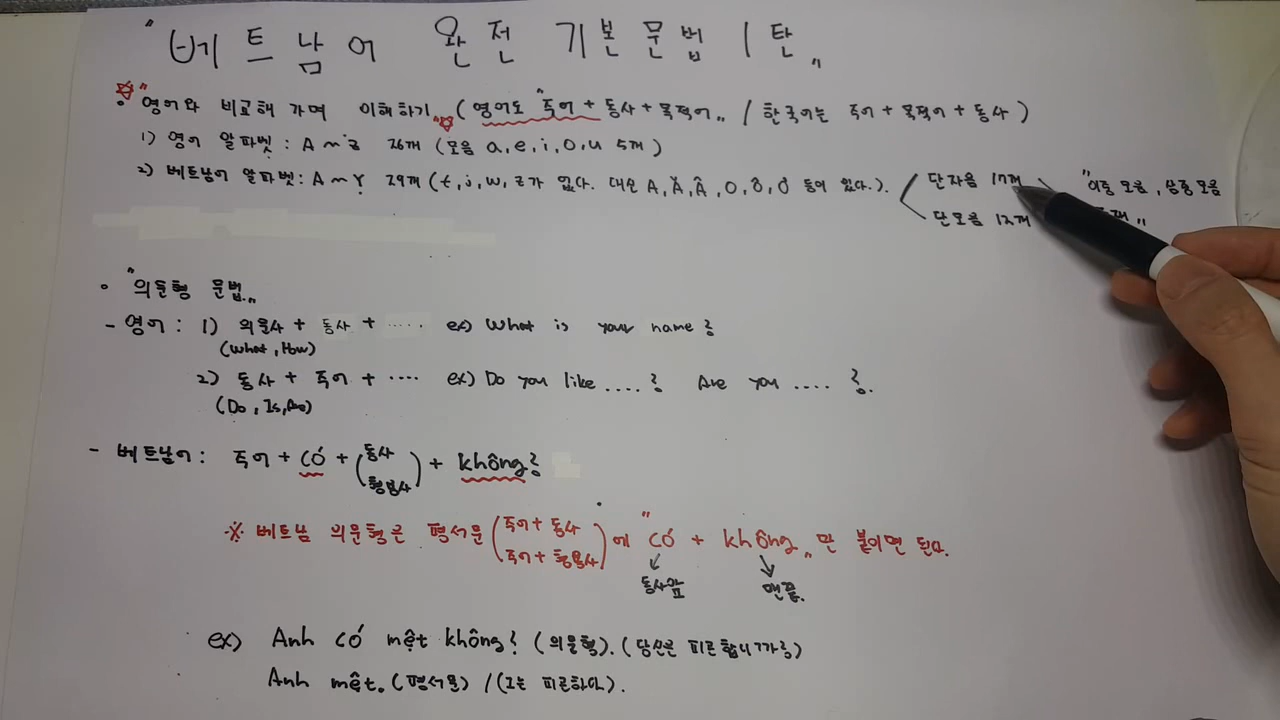 "베트남어 완전 기본문법 1탄"
• "영어와 비교해 가며 이해하기" (영어도 "주어 + 동사 + 목적어" / 한국어는 주어 + 목적어 + 동사)
1) 영어 알파벳 : A ~ z 26개 (모음 a, e, i, o, u 5개)
2) 베트남어 알파벳 : A ~ Y 29개 (f, j, w, z가 없다. 대신 A, Ă, Â, O, Ô, Ơ 등이 있다.).
단자음 17개
단모음 12개
"이중 모음, 삼중 모음
• "의문형 문법"
- 영어 : 1) 의문사 + 동사 + ····· ex) What is your name?
(What, How)
2) 동사 + 주어 + ···· ex) Do you like ....? Are you ....?.
(Do, Is, Are)
- 베트남어 : 주어 + có + (동사 형용사) + không?
※ 베트남 의문형은 평서문 (주어 + 동사 주어 + 형용사)에 "có + không" 만 붙이면 된다.
↓ 동사앞 ↓ 맨끝.
ex) Anh có mệt không? (의문형). (당신은 피곤합니까?)
Anh mệt. (평서문) / (나는 피곤하다).